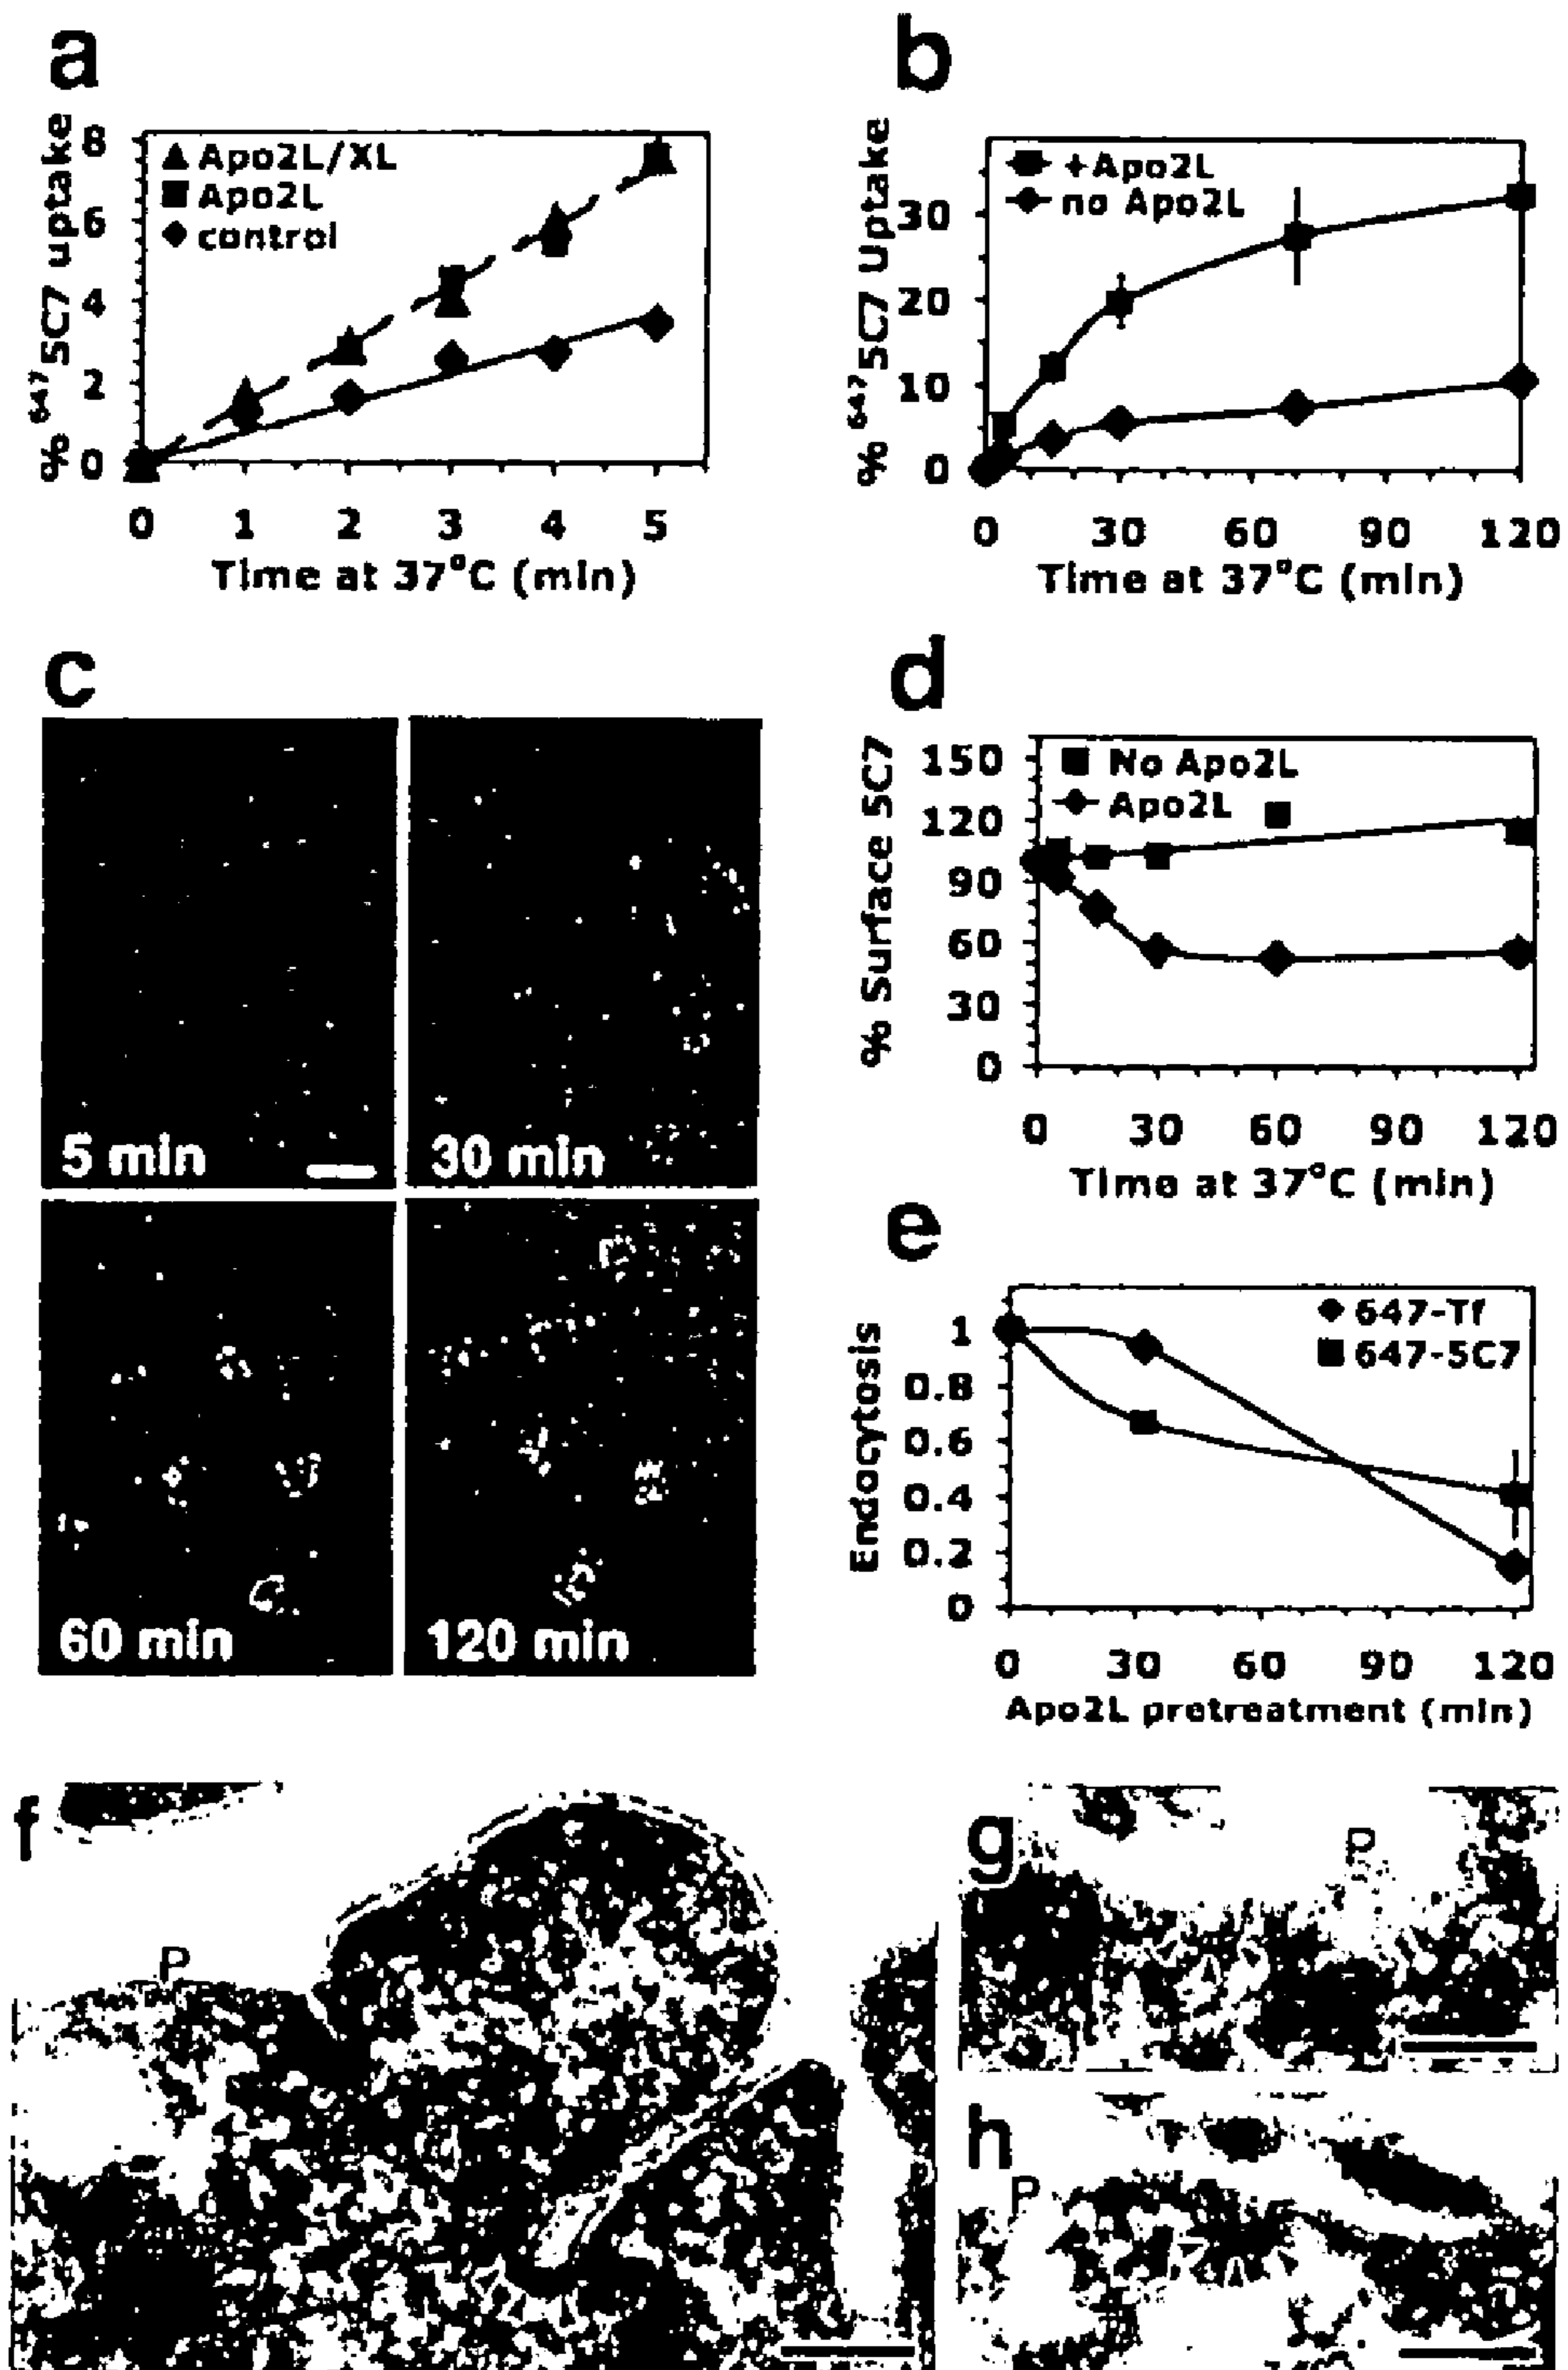 a
% ⁶⁴⁷5C7 uptake
8
6
4
2
0
▲ Apo2L/XL
■ Apo2L
◆ control
0 1 2 3 4 5
Time at 37°C (min)
b
% ⁶⁴⁷5C7 Uptake
30
20
10
0
+Apo2L
no Apo2L
0 30 60 90 120
Time at 37°C (min)
c
5 min
30 min
60 min
120 min
d
% Surface 5C7
150
120
90
60
30
0
No Apo2L
Apo2L
0 30 60 90 120
Time at 37°C (min)
e
Endocytosis
1
0.8
0.6
0.4
0.2
0
647-Tf
647-5C7
0 30 60 90 120
Apo2L pretreatment (min)
f
P
g
P
h
P